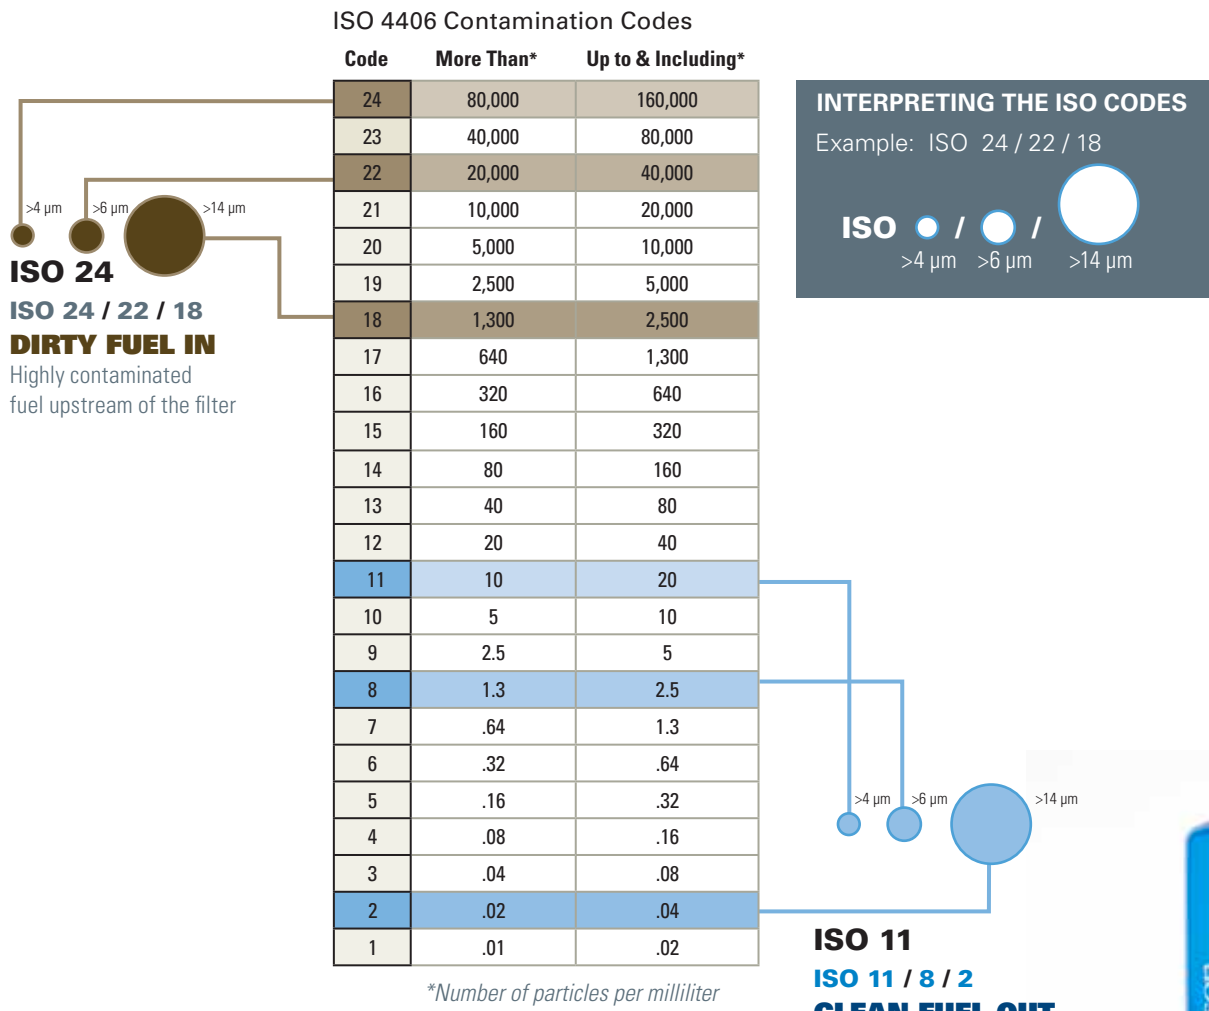 ISO 4406 Contamination Codes
Code More Than* Up to & Including*
24 80,000 160,000
23 40,000 80,000
22 20,000 40,000
21 10,000 20,000
20 5,000 10,000
19 2,500 5,000
18 1,300 2,500
17 640 1,300
16 320 640
15 160 320
14 80 160
13 40 80
12 20 40
11 10 20
10 5 10
9 2.5 5
8 1.3 2.5
7 .64 1.3
6 .32 .64
5 .16 .32
4 .08 .16
3 .04 .08
2 .02 .04
1 .01 .02
*Number of particles per milliliter
>4 µm >6 µm >14 µm
ISO 24
ISO 24 / 22 / 18
DIRTY FUEL IN
Highly contaminated
fuel upstream of the filter
INTERPRETING THE ISO CODES
Example: ISO 24 / 22 / 18
ISO / /
>4 µm >6 µm >14 µm
>4 µm >6 µm >14 µm
ISO 11
ISO 11 / 8 / 2
CLEAN FUEL OUT